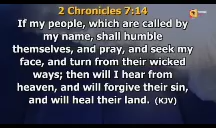 2 Chronicles 7:14
If my people, which are called by
my name, shall humble
themselves, and pray, and seek my
face, and turn from their wicked
ways; then will I hear from
heaven, and will forgive their sin,
and will heal their land. (KJV)